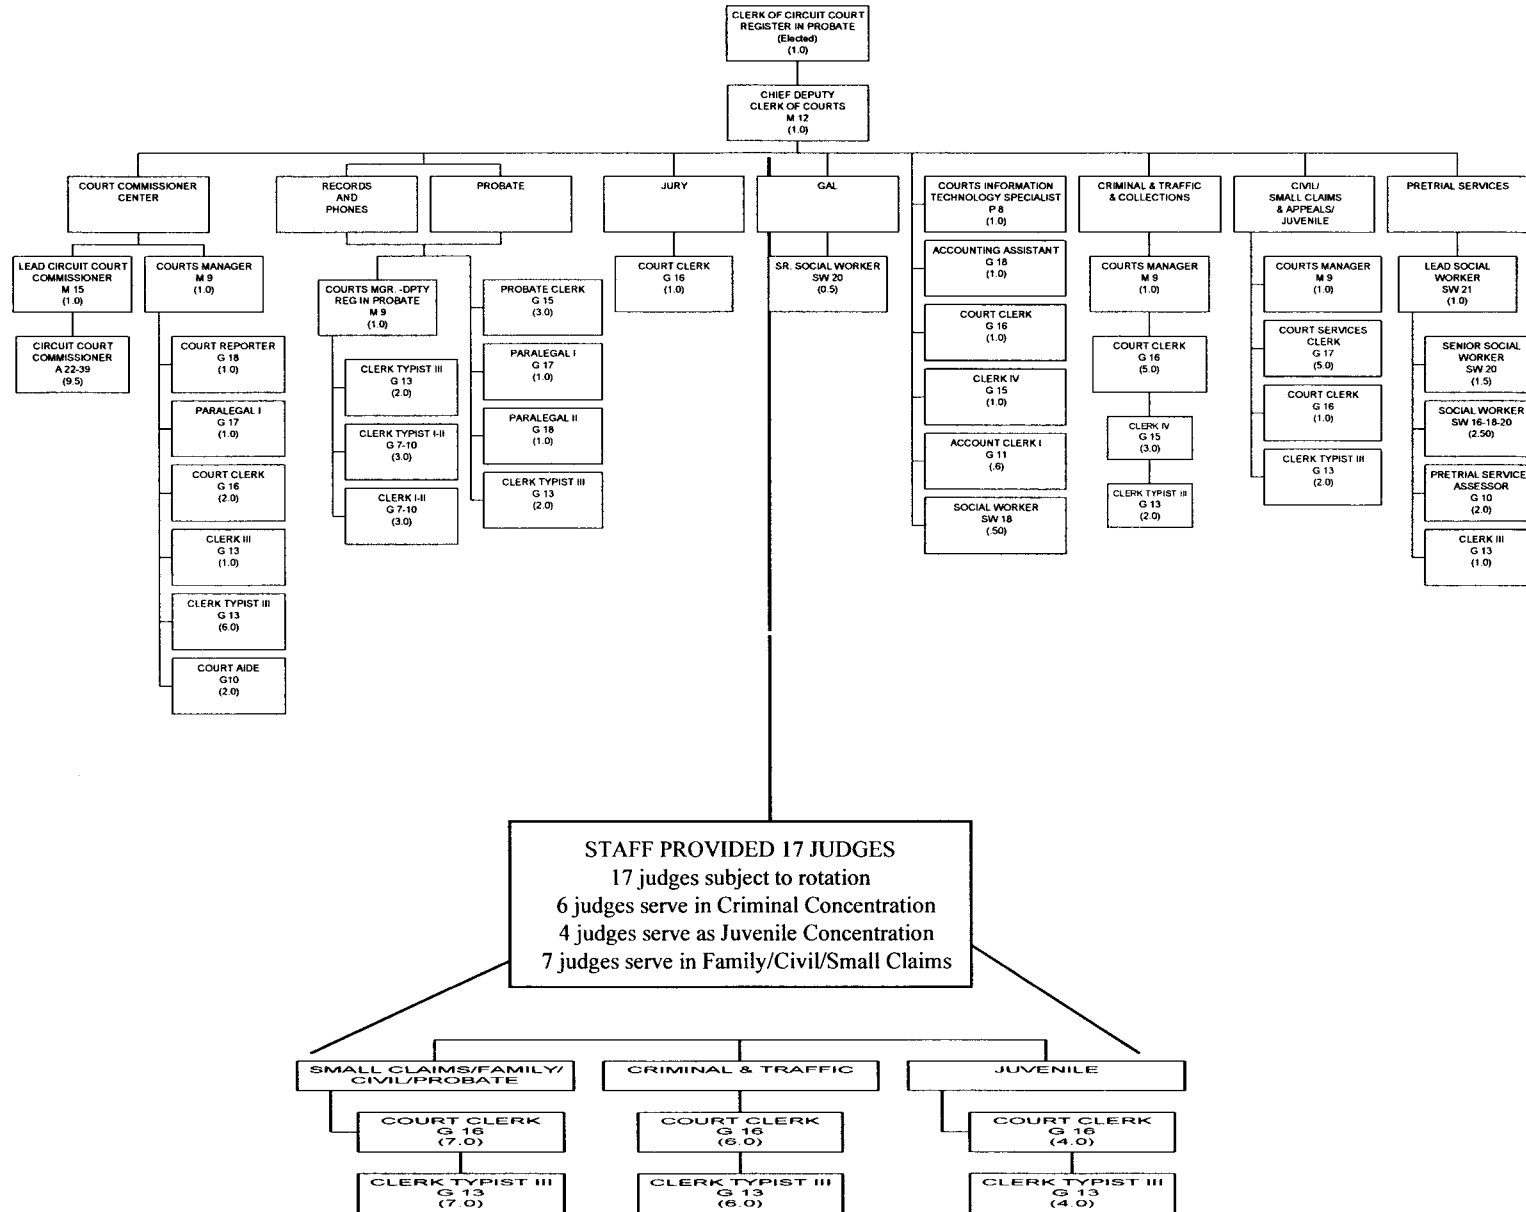 CLERK OF CIRCUIT COURT
REGISTER IN PROBATE
(Elected)
(1.0)
CHIEF DEPUTY
CLERK OF COURTS
M 12
(1.0)
COURT COMMISSIONER
CENTER
LEAD CIRCUIT COURT
COMMISSIONER
M 15
(1.0)
CIRCUIT COURT
COMMISSIONER
A 22-39
(9.5)
COURTS MANAGER
M 9
(1.0)
COURT REPORTER
G 18
(1.0)
PARALEGAL I
G 17
(1.0)
COURT CLERK
G 16
(2.0)
CLERK III
G 13
(1.0)
CLERK TYPIST III
G 13
(6.0)
COURT AIDE
G10
(2.0)
RECORDS
AND
PHONES
PROBATE
COURTS MGR. -DPTY
REG IN PROBATE
M 9
(1.0)
CLERK TYPIST III
G 13
(2.0)
CLERK TYPIST I-II
G 7-10
(3.0)
CLERK I-II
G 7-10
(3.0)
PROBATE CLERK
G 15
(3.0)
PARALEGAL I
G 17
(1.0)
PARALEGAL II
G 18
(1.0)
CLERK TYPIST III
G 13
(2.0)
JURY
COURT CLERK
G 16
(1.0)
GAL
SR. SOCIAL WORKER
SW 20
(0.5)
COURTS INFORMATION
TECHNOLOGY SPECIALIST
P 8
(1.0)
ACCOUNTING ASSISTANT
G 18
(1.0)
COURT CLERK
G 16
(1.0)
CLERK IV
G 15
(1.0)
ACCOUNT CLERK I
G 11
(.6)
SOCIAL WORKER
SW 18
(.50)
CRIMINAL & TRAFFIC
& COLLECTIONS
COURTS MANAGER
M 9
(1.0)
COURT CLERK
G 16
(5.0)
CLERK IV
G 15
(3.0)
CLERK TYPIST III
G 13
(2.0)
CIVIL/
SMALL CLAIMS
& APPEALS/
JUVENILE
COURTS MANAGER
M 9
(1.0)
COURT SERVICES
CLERK
G 17
(5.0)
COURT CLERK
G 16
(1.0)
CLERK TYPIST III
G 13
(2.0)
PRETRIAL SERVICES
LEAD SOCIAL
WORKER
SW 21
(1.0)
SENIOR SOCIAL
WORKER
SW 20
(1.5)
SOCIAL WORKER
SW 16-18-20
(2.50)
PRETRIAL SERVICE
ASSESSOR
G 10
(2.0)
CLERK III
G 13
(1.0)
STAFF PROVIDED 17 JUDGES
17 judges subject to rotation
6 judges serve in Criminal Concentration
4 judges serve as Juvenile Concentration
7 judges serve in Family/Civil/Small Claims
SMALL CLAIMS/FAMILY/
CIVIL/PROBATE
COURT CLERK
G 16
(7.0)
CLERK TYPIST III
G 13
(7.0)
CRIMINAL & TRAFFIC
COURT CLERK
G 16
(6.0)
CLERK TYPIST III
G 13
(6.0)
JUVENILE
COURT CLERK
G 16
(4.0)
CLERK TYPIST III
G 13
(4.0)